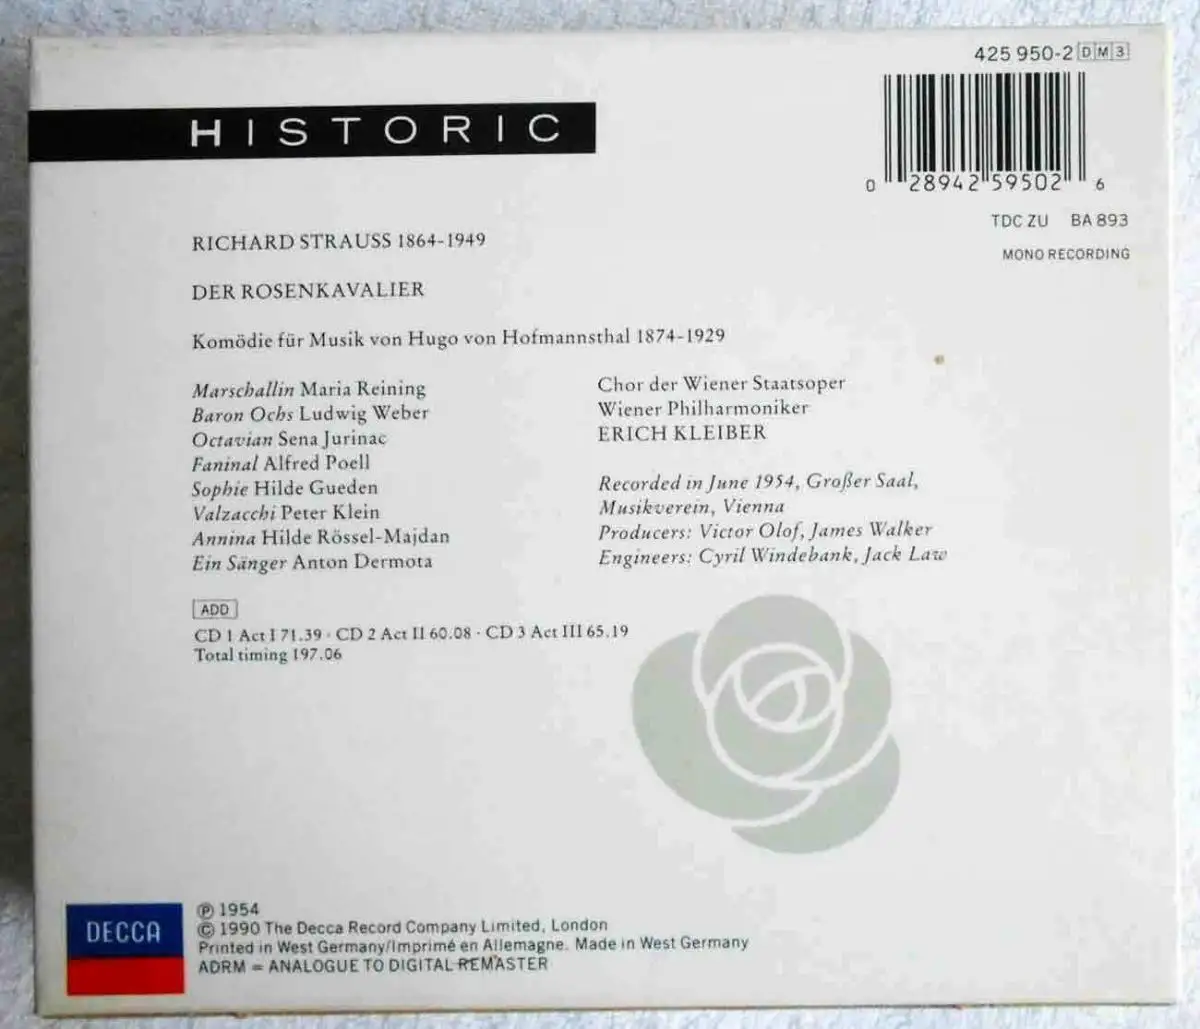 425 950-2 DM3
HISTORIC
0 28942 59502 6
TDC ZU BA 893
MONO RECORDING
RICHARD STRAUSS 1864-1949
DER ROSENKAVALIER
Komödie für Musik von Hugo von Hofmannsthal 1874-1929
Marschallin Maria Reining
Baron Ochs Ludwig Weber
Octavian Sena Jurinac
Faninal Alfred Poell
Sophie Hilde Gueden
Valzacchi Peter Klein
Annina Hilde Rössel-Majdan
Ein Sänger Anton Dermota
Chor der Wiener Staatsoper
Wiener Philharmoniker
ERICH KLEIBER
Recorded in June 1954, Großer Saal,
Musikverein, Vienna
Producers: Victor Olof, James Walker
Engineers: Cyril Windebank, Jack Law
ADD
CD 1 Act I 71.39 · CD 2 Act II 60.08 · CD 3 Act III 65.19
Total timing 197.06
DECCA
℗ 1954
© 1990 The Decca Record Company Limited, London
Printed in West Germany/Imprimé en Allemagne. Made in West Germany
ADRM = ANALOGUE TO DIGITAL REMASTER